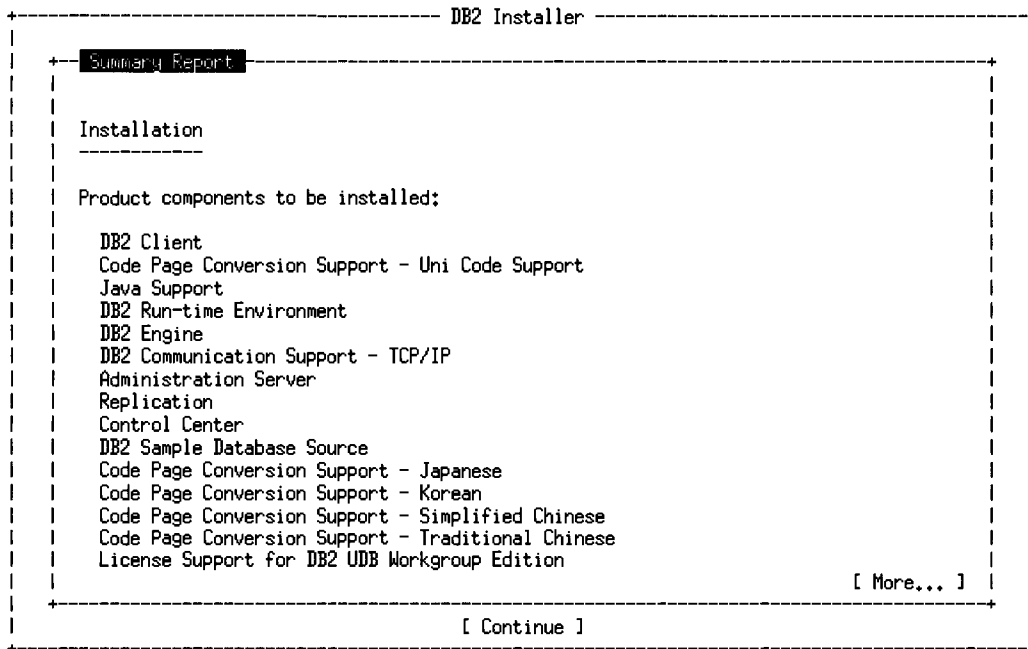 DB2 Installer
Summary Report
Installation
------------
Product components to be installed:
DB2 Client
Code Page Conversion Support - Uni Code Support
Java Support
DB2 Run-time Environment
DB2 Engine
DB2 Communication Support - TCP/IP
Administration Server
Replication
Control Center
DB2 Sample Database Source
Code Page Conversion Support - Japanese
Code Page Conversion Support - Korean
Code Page Conversion Support - Simplified Chinese
Code Page Conversion Support - Traditional Chinese
License Support for DB2 UDB Workgroup Edition
[ More... ]
[ Continue ]